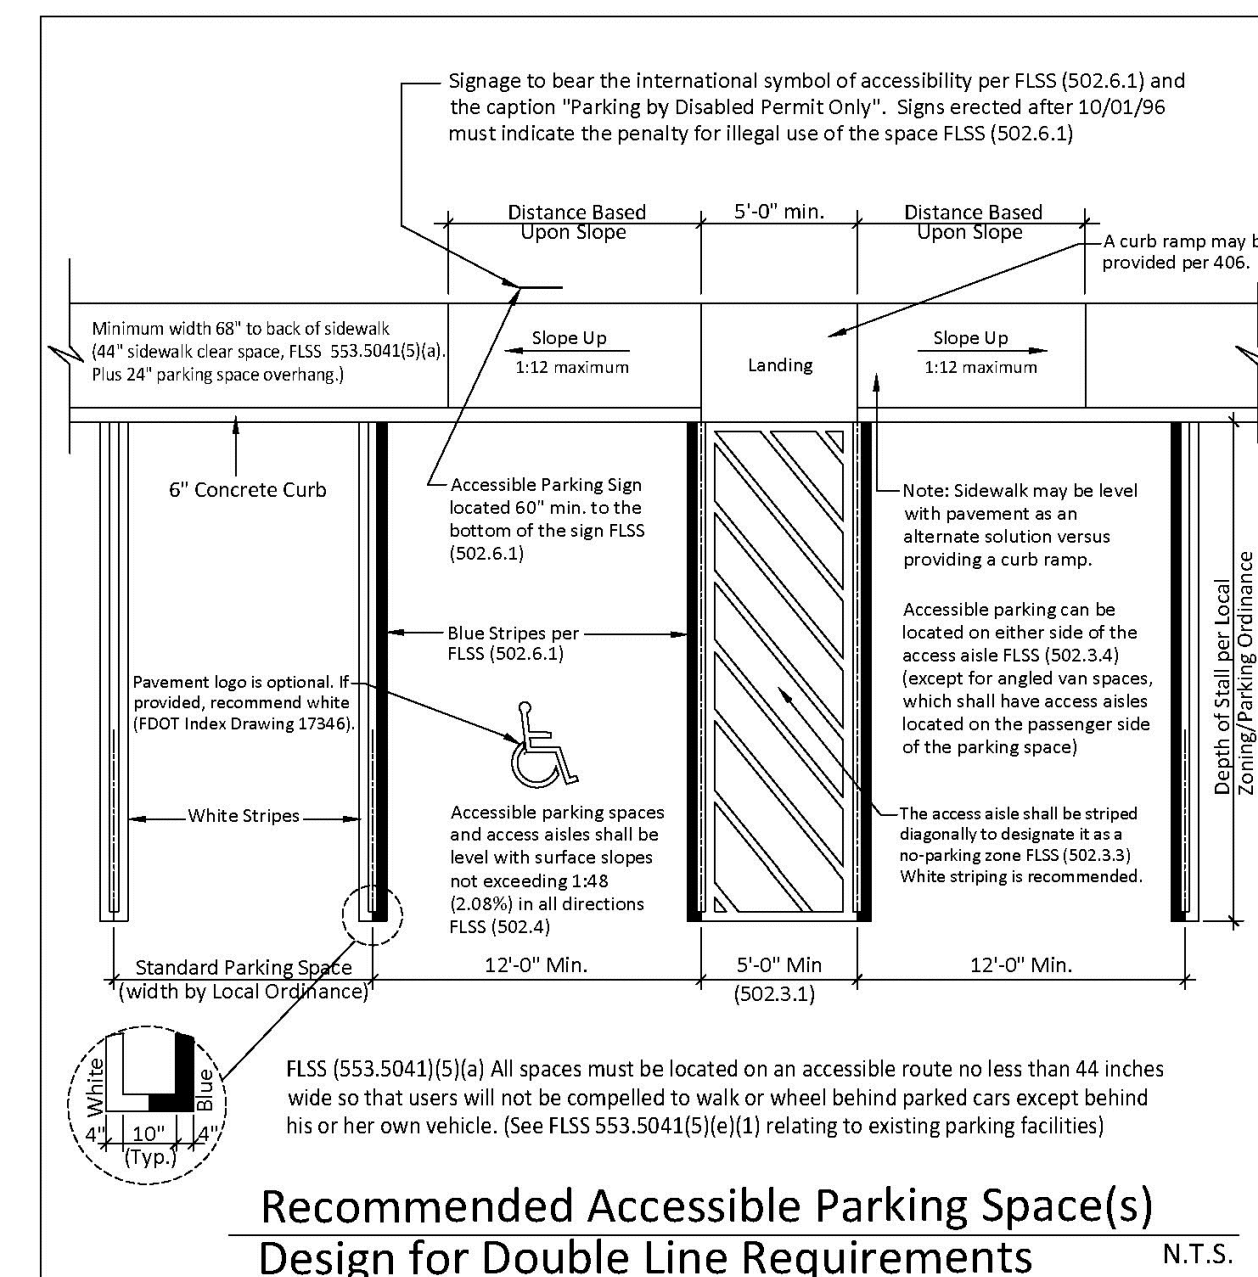 Signage to bear the international symbol of accessibility per FLSS (502.6.1) and
the caption "Parking by Disabled Permit Only".  Signs erected after 10/01/96
must indicate the penalty for illegal use of the space FLSS (502.6.1)
Distance Based
Upon Slope
5'-0" min.
Distance Based
Upon Slope
A curb ramp may b
provided per 406.
Minimum width 68" to back of sidewalk
(44" sidewalk clear space, FLSS  553.5041(5)(a).
Plus 24" parking space overhang.)
Slope Up
1:12 maximum
Landing
Slope Up
1:12 maximum
6" Concrete Curb
Accessible Parking Sign
located 60" min. to the
bottom of the sign FLSS
(502.6.1)
Note: Sidewalk may be level
with pavement as an
alternate solution versus
providing a curb ramp.
Blue Stripes per
FLSS (502.6.1)
Accessible parking can be
located on either side of the
access aisle FLSS (502.3.4)
(except for angled van spaces,
which shall have access aisles
located on the passenger side
of the parking space)
Depth of Stall per Local
Zoning/Parking Ordinance
Pavement logo is optional. If
provided, recommend white
(FDOT Index Drawing 17346).
White Stripes
Accessible parking spaces
and access aisles shall be
level with surface slopes
not exceeding 1:48
(2.08%) in all directions
FLSS (502.4)
The access aisle shall be striped
diagonally to designate it as a
no-parking zone FLSS (502.3.3)
White striping is recommended.
Standard Parking Space
(width by Local Ordinance)
12'-0" Min.
5'-0" Min
(502.3.1)
12'-0" Min.
White
Blue
4"
10"
(Typ.)
4"
FLSS (553.5041)(5)(a) All spaces must be located on an accessible route no less than 44 inches
wide so that users will not be compelled to walk or wheel behind parked cars except behind
his or her own vehicle. (See FLSS 553.5041(5)(e)(1) relating to existing parking facilities)
Recommended Accessible Parking Space(s)
Design for Double Line Requirements
N.T.S.